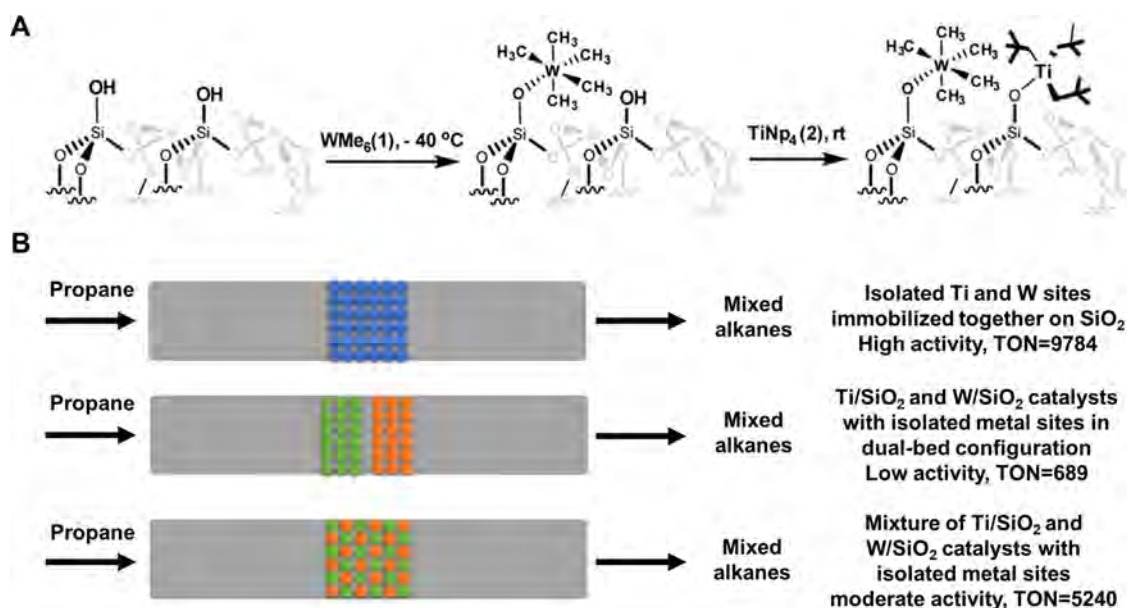 A
OH
OH
Si
Si
O
O
O
/
WMe₆(1), - 40 ºC
CH₃
H₃C
CH₃
CH₃
W
CH₃
CH₃
O
OH
Si
Si
O
O
O
/
TiNp₄(2), rt
CH₃
H₃C
CH₃
CH₃
W
CH₃
CH₃
Ti
O
O
Si
Si
O
O
O
/
B
Propane
Mixed
alkanes
Isolated Ti and W sites
immobilized together on SiO₂
High activity, TON=9784
Propane
Mixed
alkanes
Ti/SiO₂ and W/SiO₂ catalysts
with isolated metal sites in
dual-bed configuration
Low activity, TON=689
Propane
Mixed
alkanes
Mixture of Ti/SiO₂ and
W/SiO₂ catalysts with
isolated metal sites
moderate activity, TON=5240